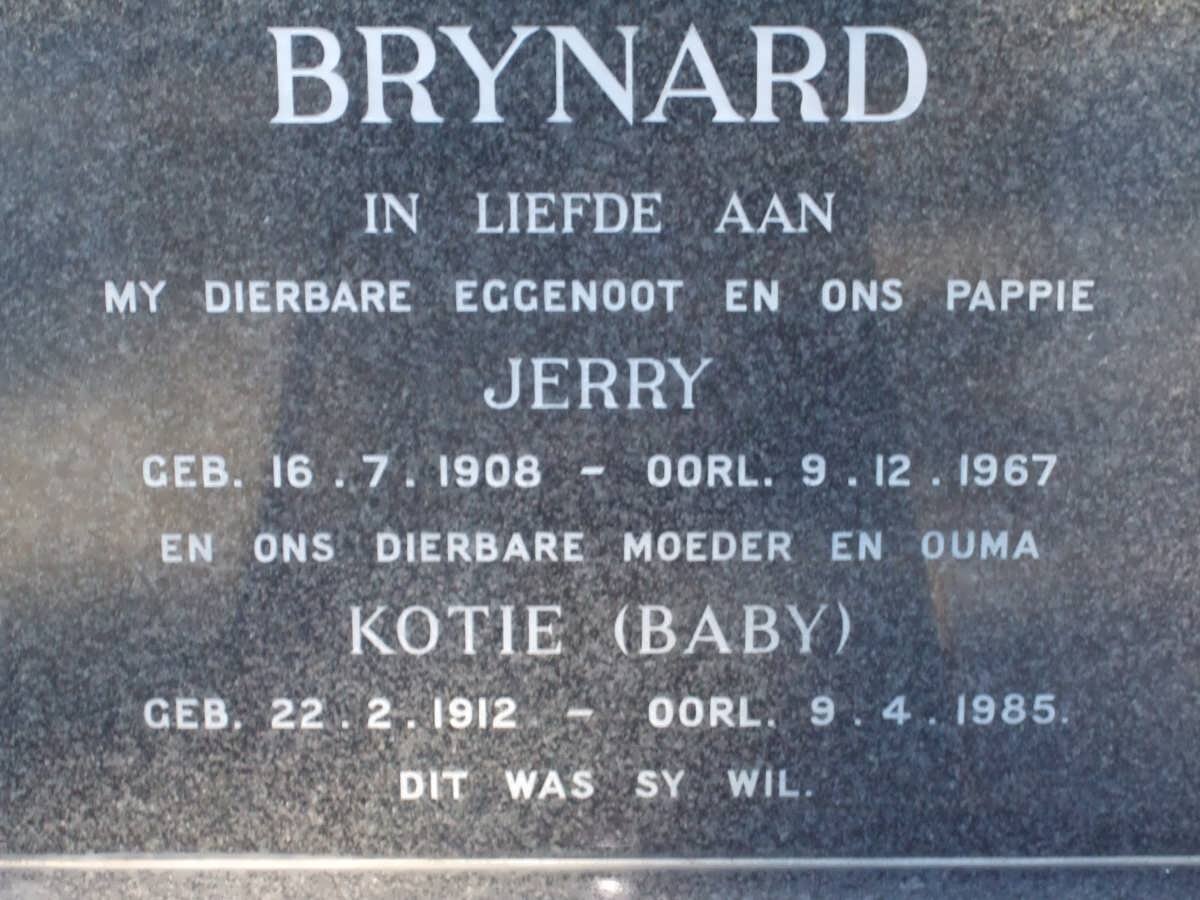 BRYNARD
IN LIEFDE AAN
MY DIERBARE EGGENOOT EN ONS PAPPIE
JERRY
GEB. 16.7.1908 – OORL. 9.12.1967
EN ONS DIERBARE MOEDER EN OUMA
KOTIE (BABY)
GEB. 22.2.1912 – OORL. 9.4.1985.
DIT WAS SY WIL.